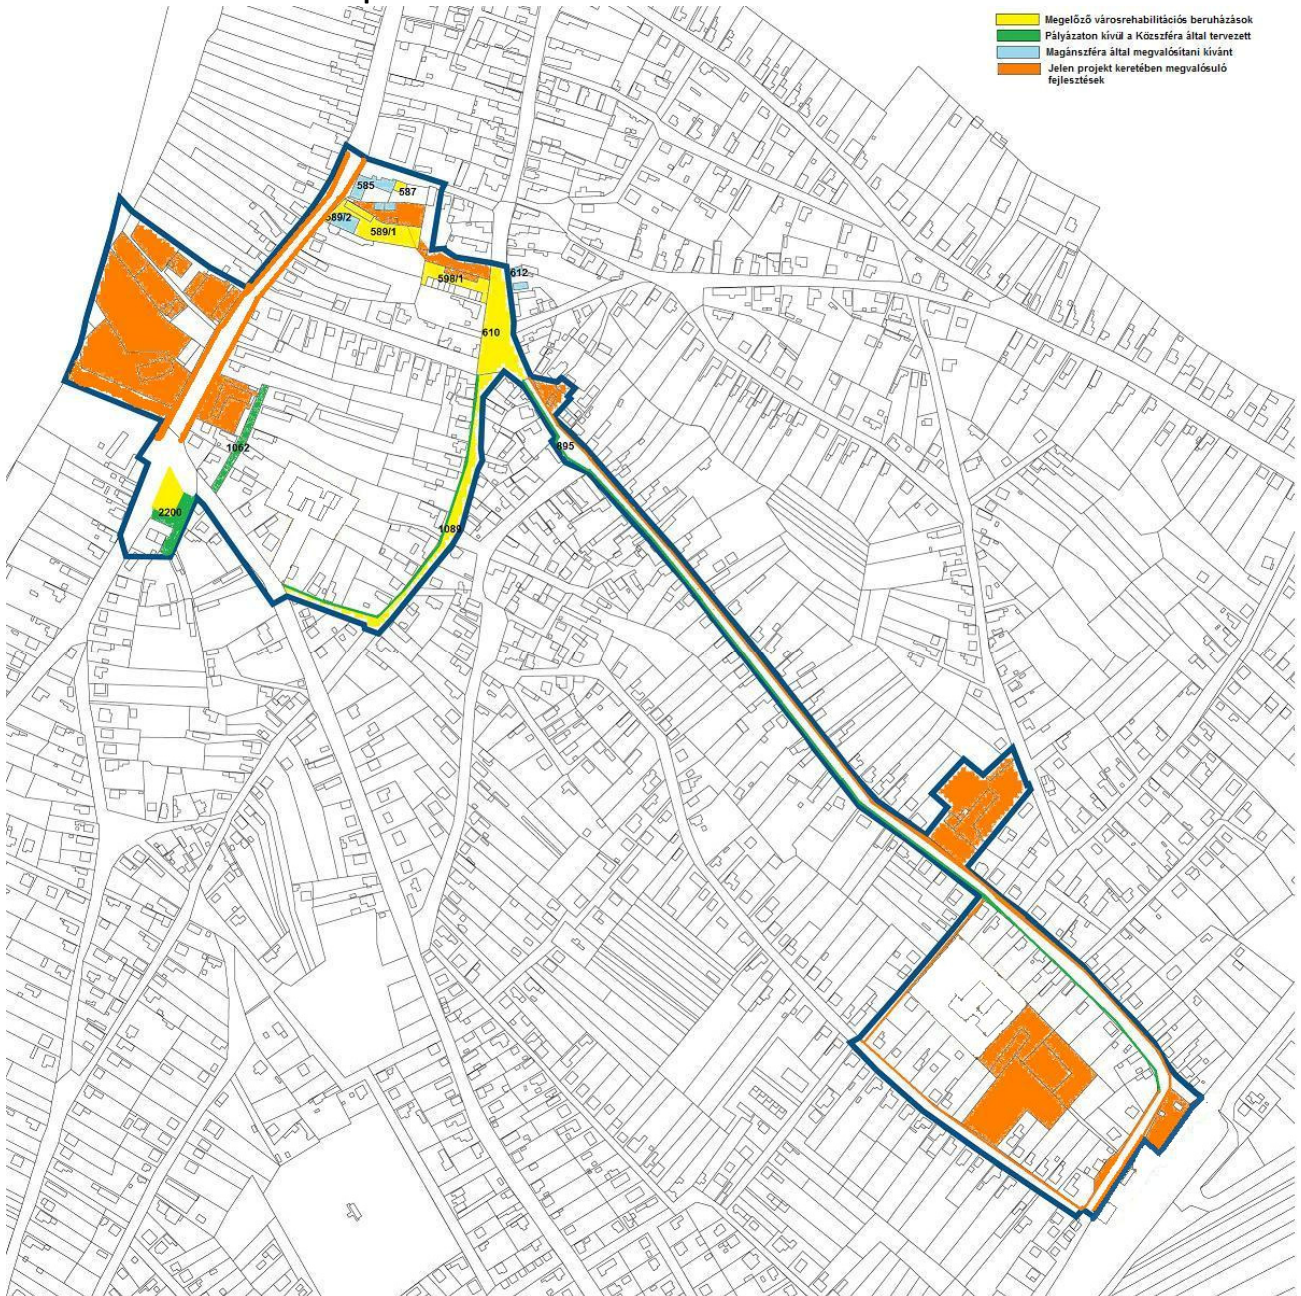 Megelőző városrehabilitációs beruházások
Pályázaton kívül a Közszféra által tervezett
Magánszféra által megvalósítani kívánt
Jelen projekt keretében megvalósuló
fejlesztések
585
587
589/2
589/1
598/1
612
610
895
1062
2200
1089